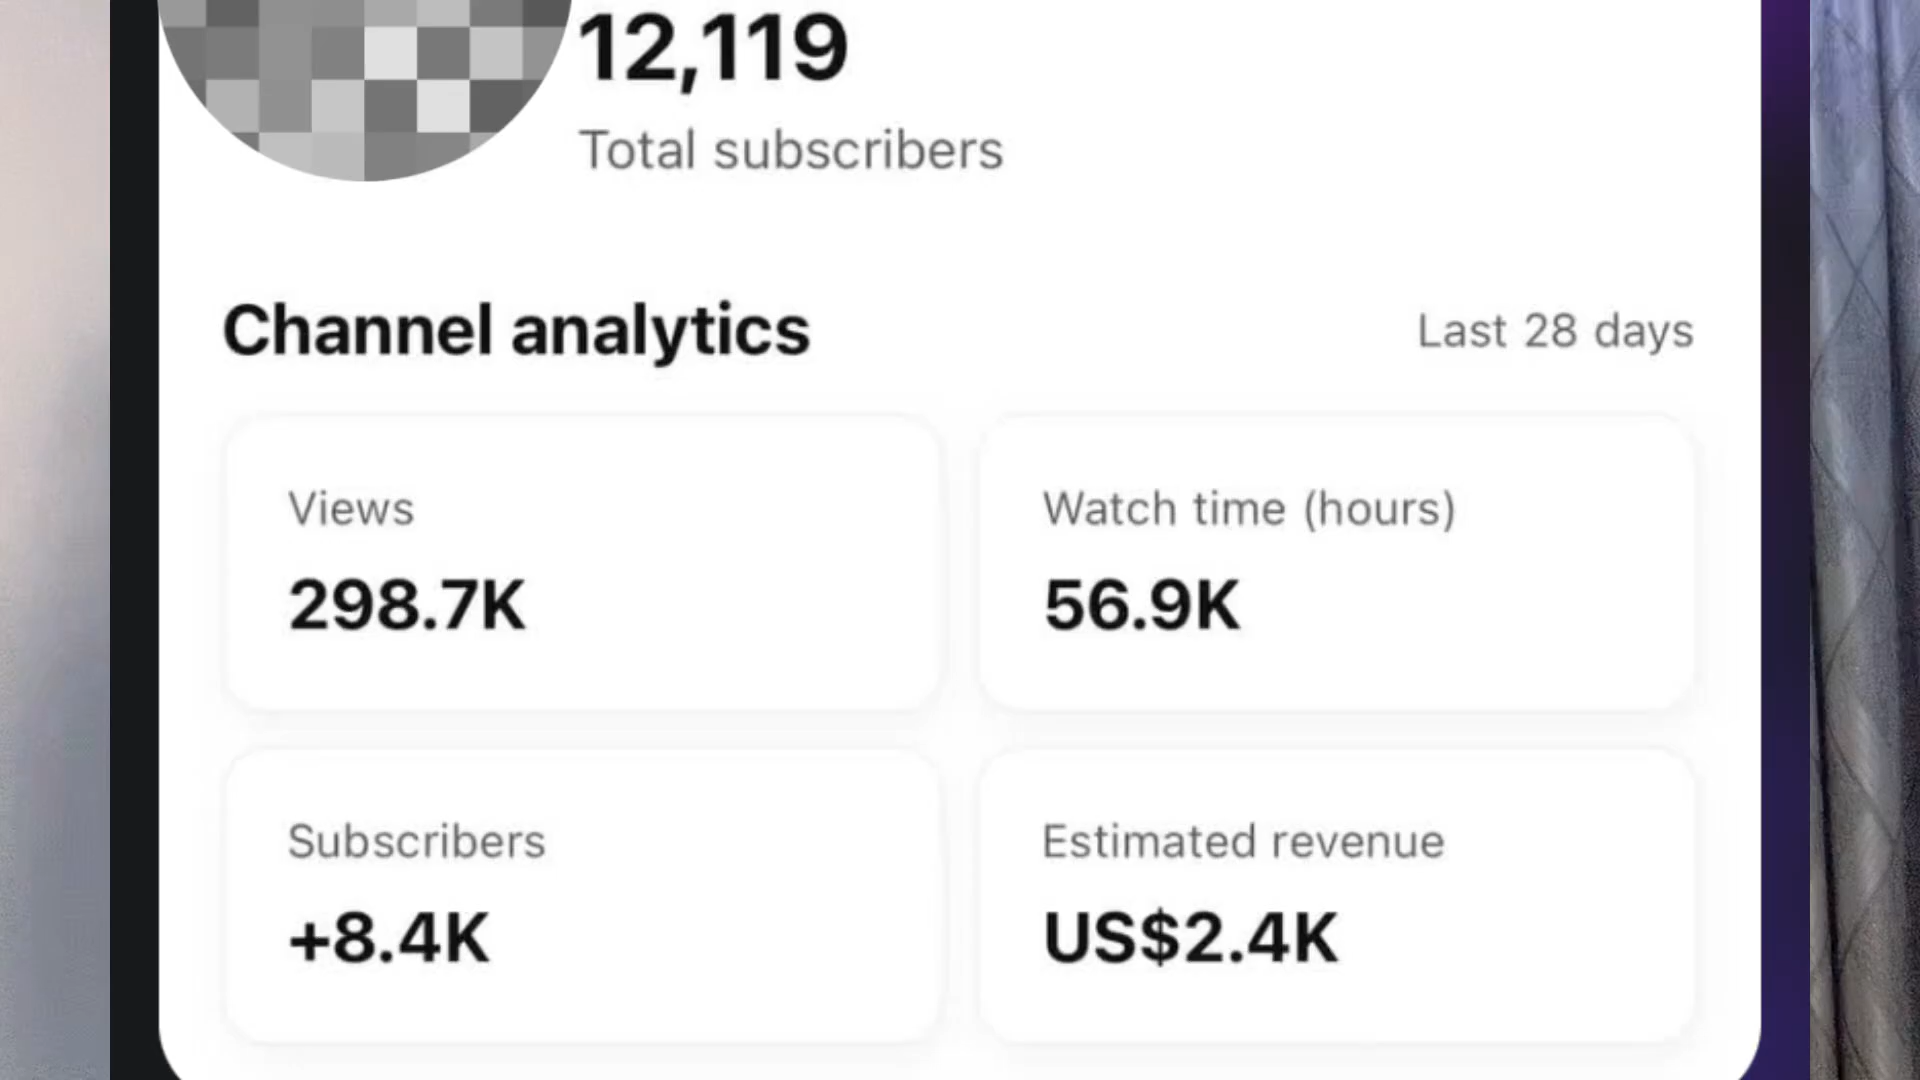 12,119
Total subscribers
Channel analytics
Last 28 days
Views
298.7K
Watch time (hours)
56.9K
Subscribers
+8.4K
Estimated revenue
US$2.4K